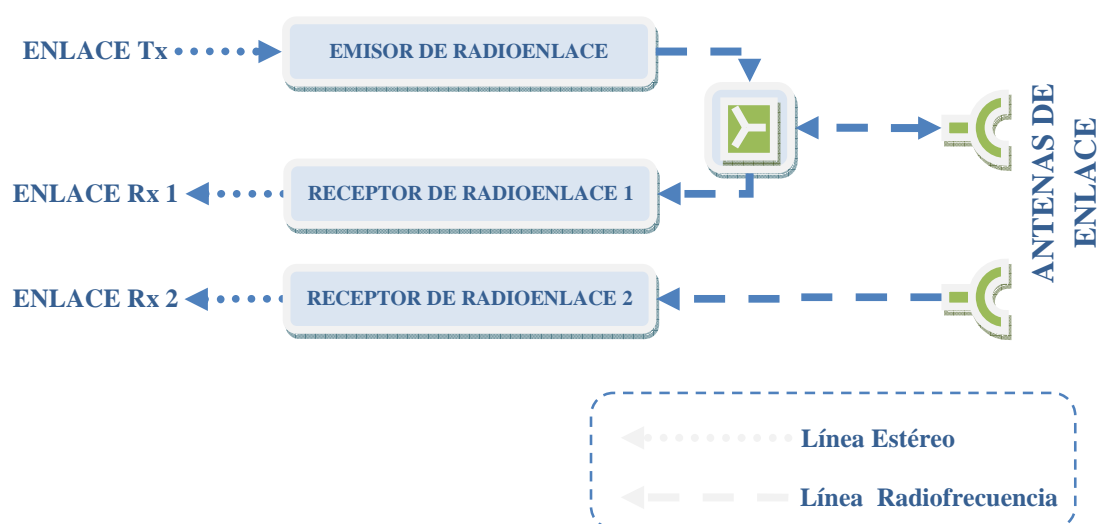 ENLACE Tx
EMISOR DE RADIOENLACE
ENLACE Rx 1
RECEPTOR DE RADIOENLACE 1
ENLACE Rx 2
RECEPTOR DE RADIOENLACE 2
ANTENAS DE
ENLACE
Línea Estéreo
Línea Radiofrecuencia